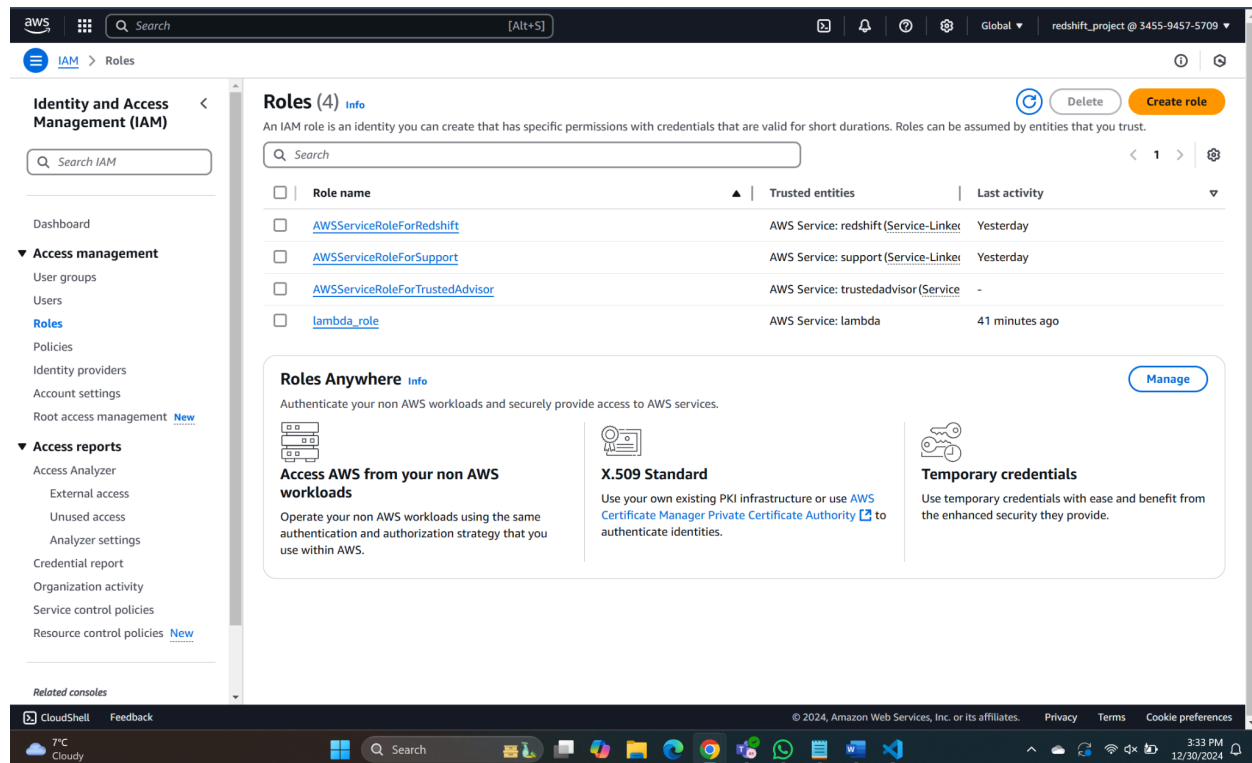 aws
Search [Alt+S]
Global ▼ redshift_project @ 3455-9457-5709 ▼
IAM > Roles
Identity and Access
Management (IAM)
Search IAM
Dashboard
Access management
User groups
Users
Roles
Policies
Identity providers
Account settings
Root access management New
Access reports
Access Analyzer
External access
Unused access
Analyzer settings
Credential report
Organization activity
Service control policies
Resource control policies New
Related consoles
Roles (4) Info
Delete
Create role
An IAM role is an identity you can create that has specific permissions with credentials that are valid for short durations. Roles can be assumed by entities that you trust.
Search
1
Role name Trusted entities Last activity
AWSServiceRoleForRedshift AWS Service: redshift (Service-Linked Yesterday
AWSServiceRoleForSupport AWS Service: support (Service-Linked Yesterday
AWSServiceRoleForTrustedAdvisor AWS Service: trustedadvisor (Service -
lambda_role AWS Service: lambda 41 minutes ago
Roles Anywhere Info
Manage
Authenticate your non AWS workloads and securely provide access to AWS services.
Access AWS from your non AWS
workloads
Operate your non AWS workloads using the same
authentication and authorization strategy that you
use within AWS.
X.509 Standard
Use your own existing PKI infrastructure or use AWS
Certificate Manager Private Certificate Authority to
authenticate identities.
Temporary credentials
Use temporary credentials with ease and benefit from
the enhanced security they provide.
CloudShell Feedback © 2024, Amazon Web Services, Inc. or its affiliates. Privacy Terms Cookie preferences
7°C
Cloudy
Search
3:33 PM
12/30/2024